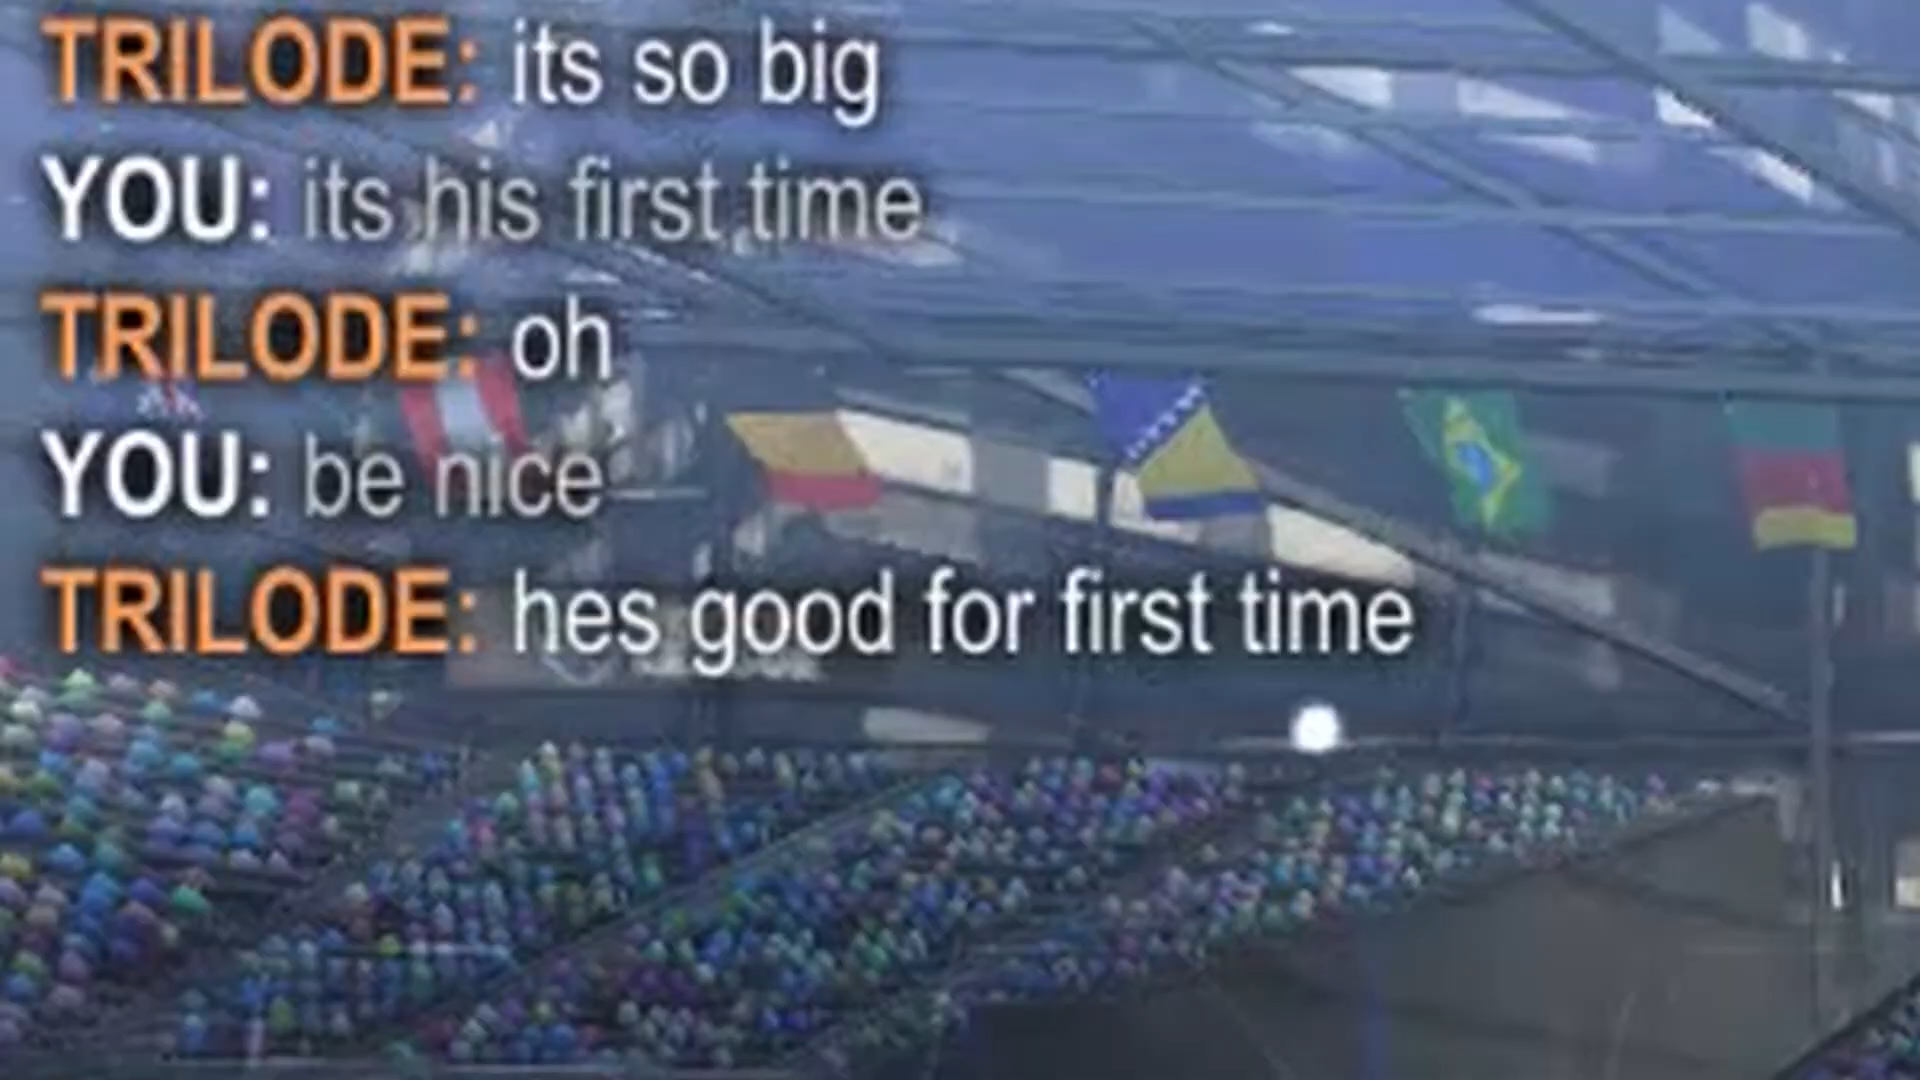 TRILODE: its so big
YOU: its his first time
TRILODE: oh
YOU: be nice
TRILODE: hes good for first time